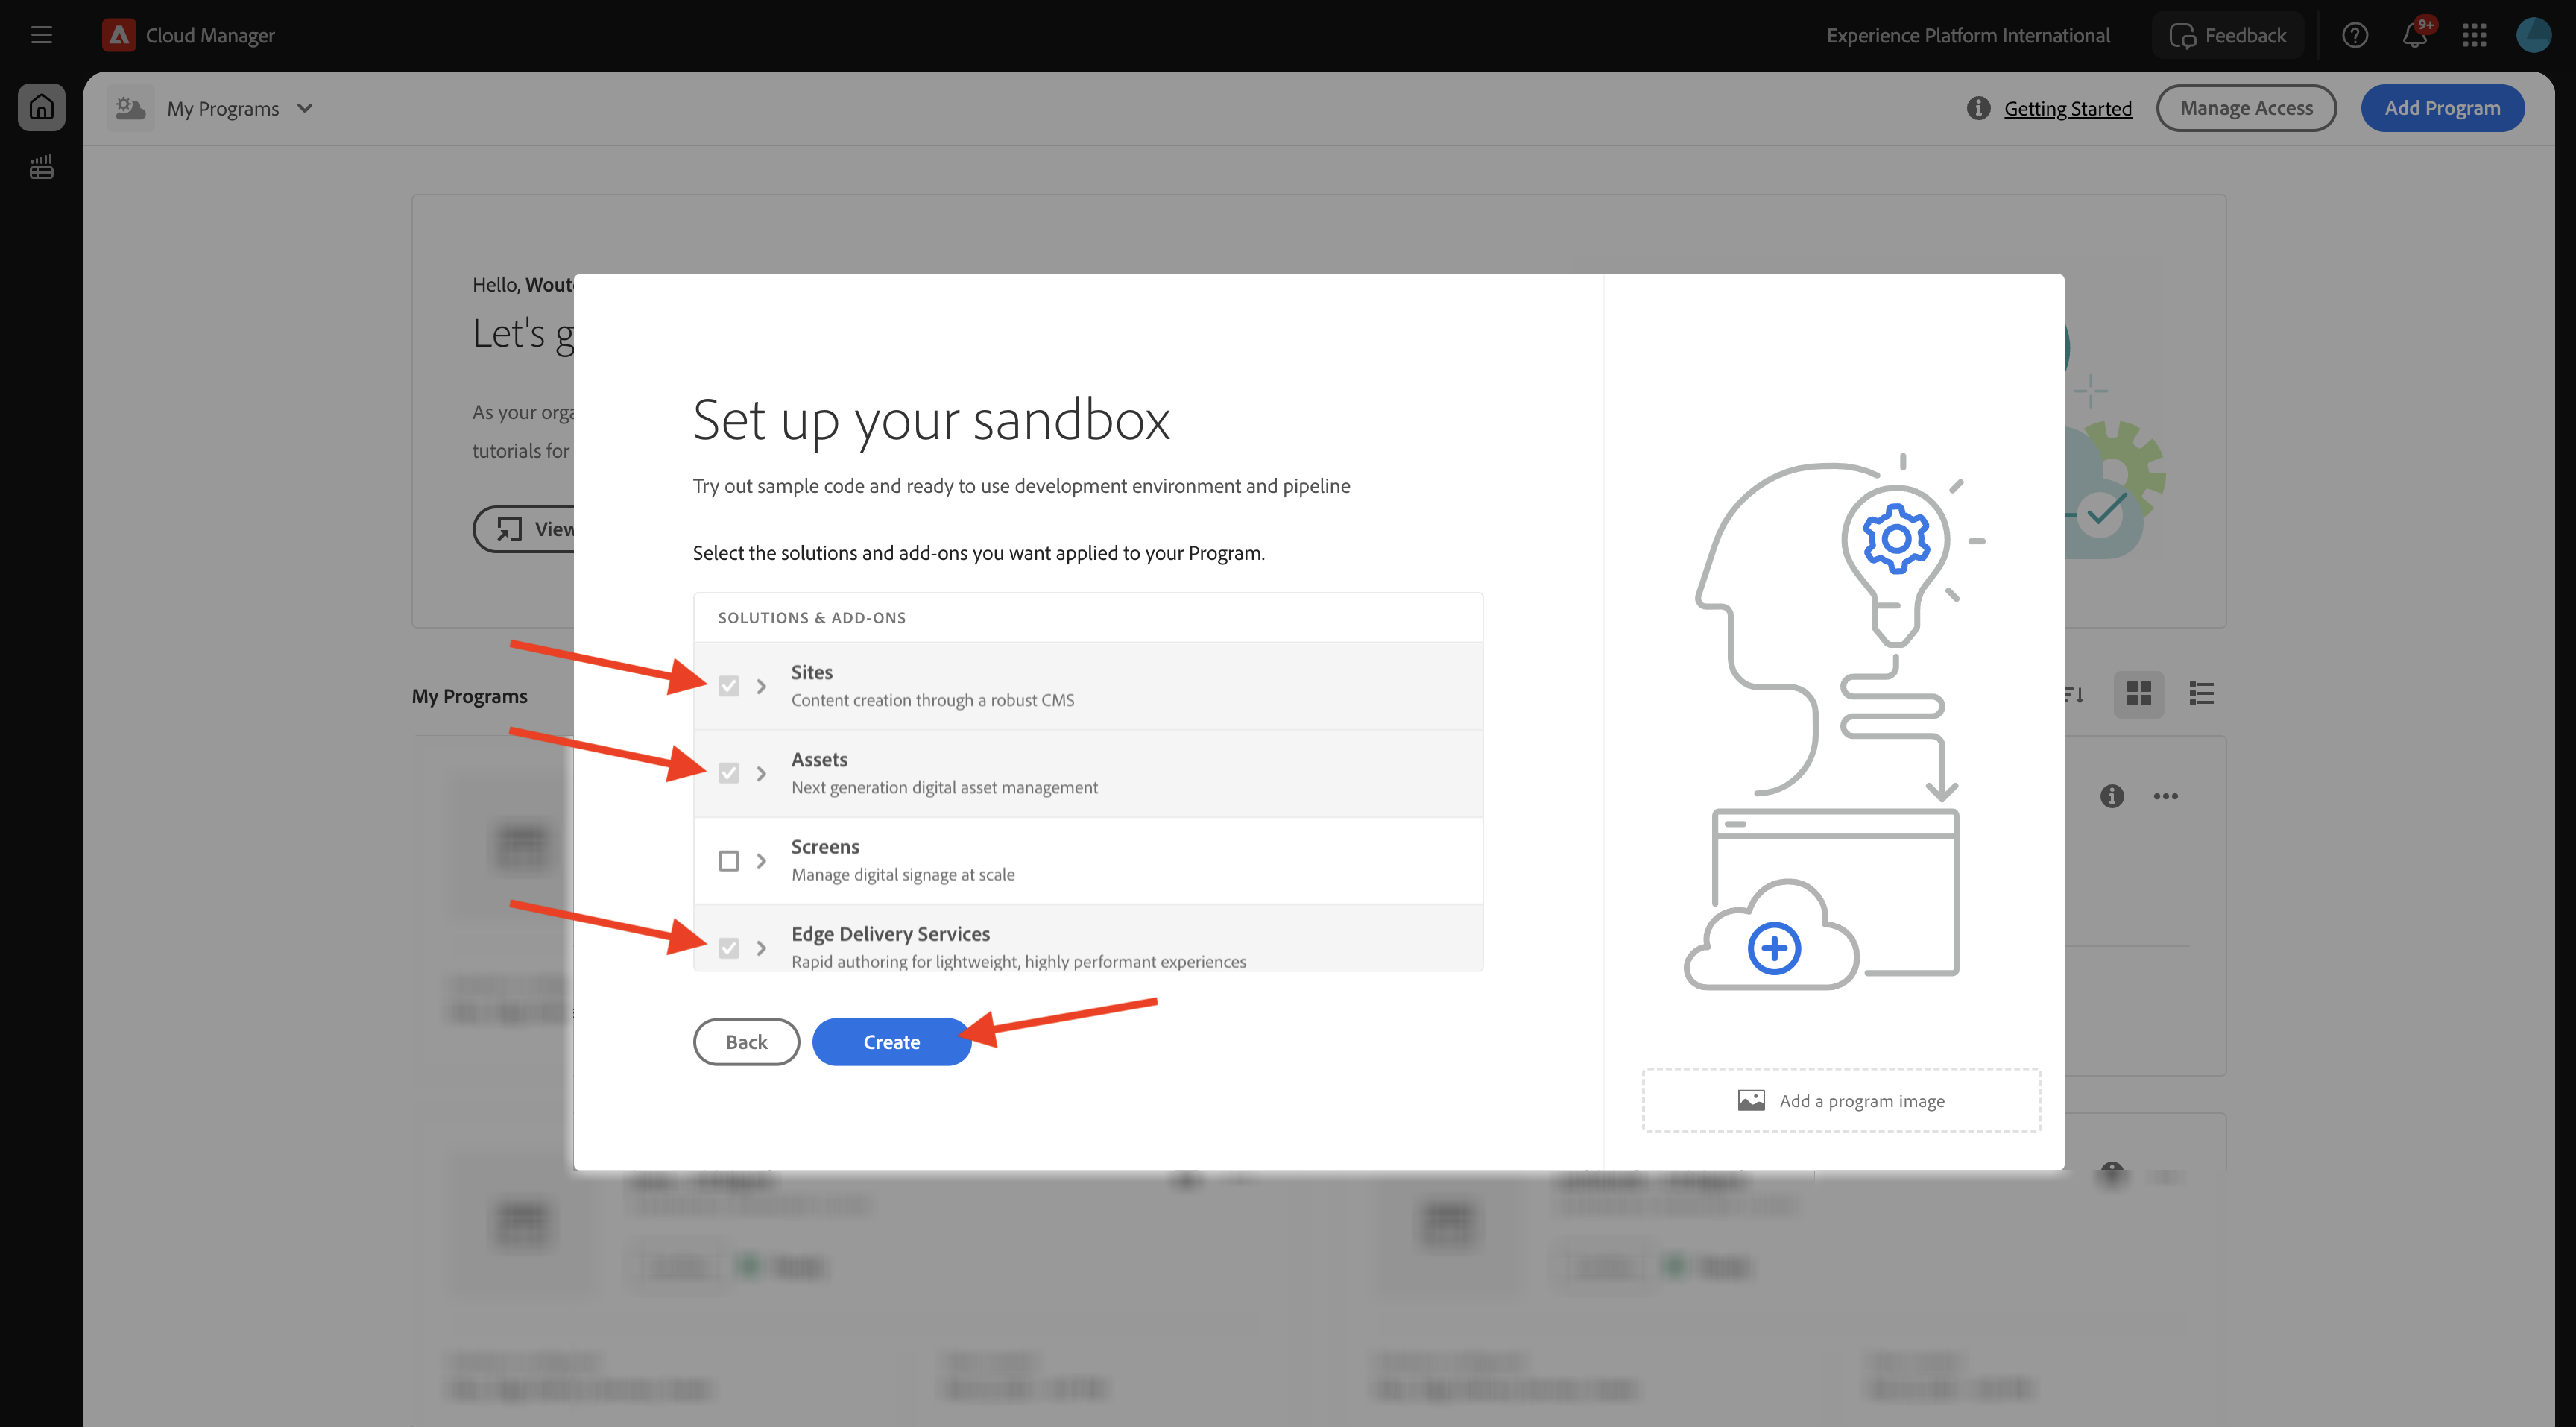 Cloud Manager
Experience Platform International
Feedback
9+
My Programs
Getting Started
Manage Access
Add Program
Hello,
Let's
As your
tutorials for
View
Set up your sandbox
Try out sample code and ready to use development environment and pipeline
Select the solutions and add-ons you want applied to your Program.
SOLUTIONS & ADD-ONS
Sites
Content creation through a robust CMS
Assets
Next generation digital asset management
Screens
Manage digital signage at scale
Edge Delivery Services
Rapid authoring for lightweight, highly performant experiences
Back
Create
Add a program image
My Programs